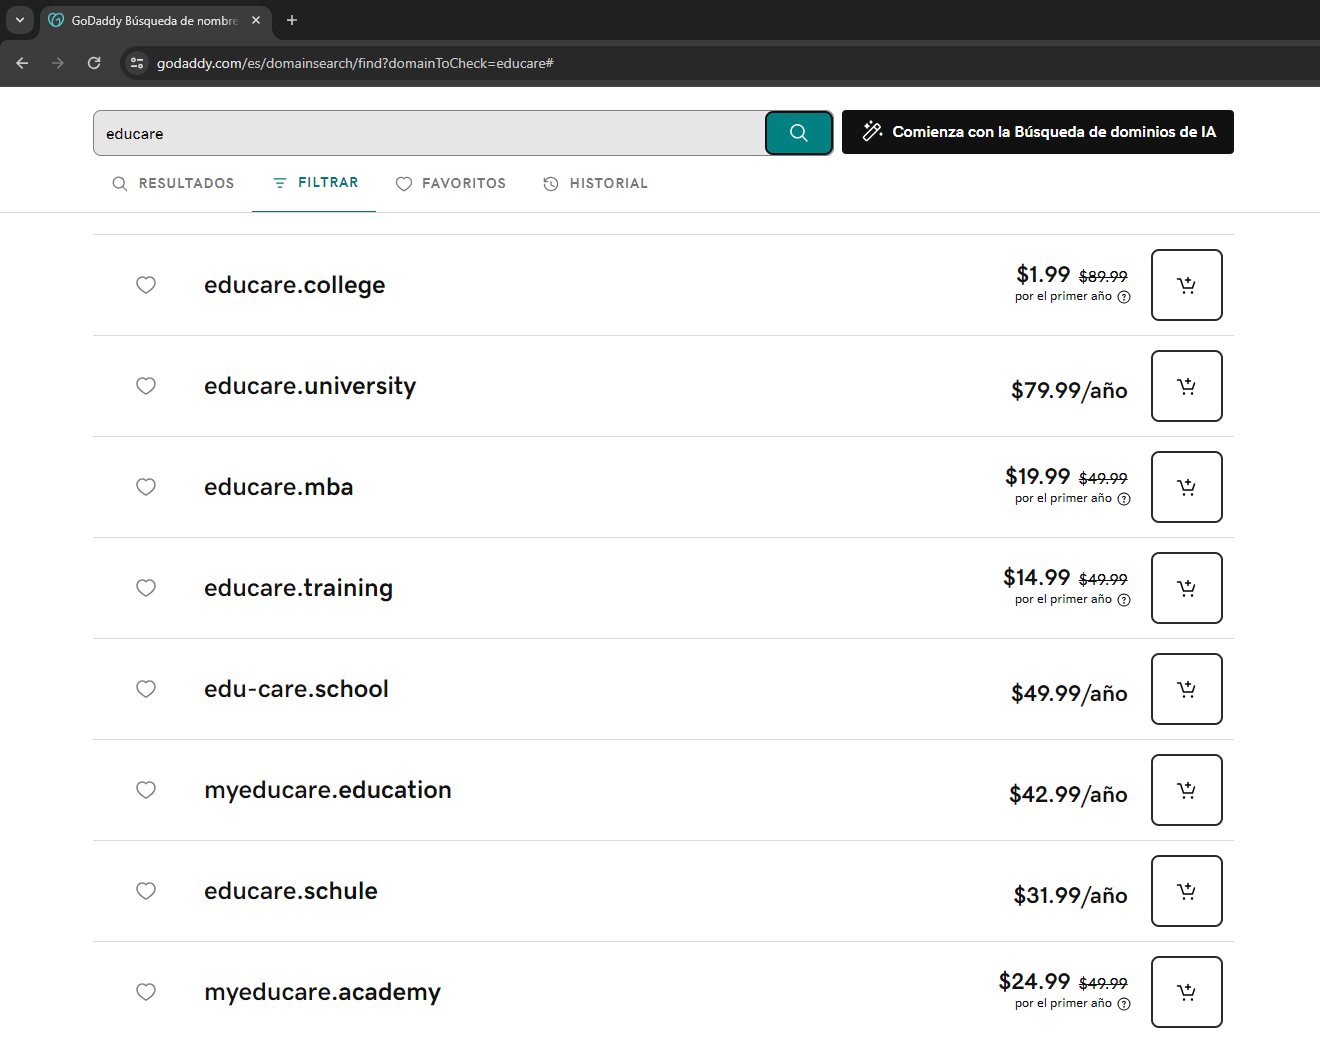 GoDaddy Búsqueda de nombre
godaddy.com/es/domainsearch/find?domainToCheck=educare#
educare
Comienza con la Búsqueda de dominios de IA
RESULTADOS FILTRAR FAVORITOS HISTORIAL
educare.college $1.99 $89.99
por el primer año
educare.university $79.99/año
educare.mba $19.99 $49.99
por el primer año
educare.training $14.99 $49.99
por el primer año
edu-care.school $49.99/año
myeducare.education $42.99/año
educare.schule $31.99/año
myeducare.academy $24.99 $49.99
por el primer año